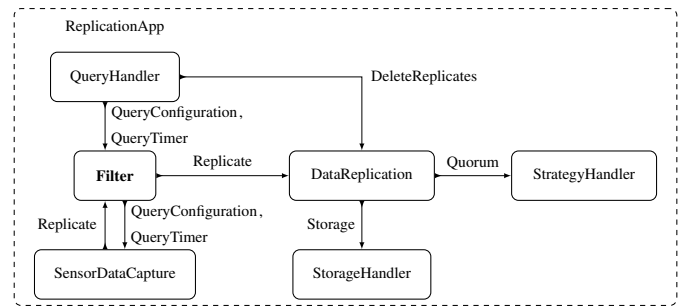 ReplicationApp
QueryHandler
DeleteReplicates
QueryConfiguration,
QueryTimer
Filter
Replicate
DataReplication
Quorum
StrategyHandler
Replicate
QueryConfiguration,
QueryTimer
Storage
SensorDataCapture
StorageHandler